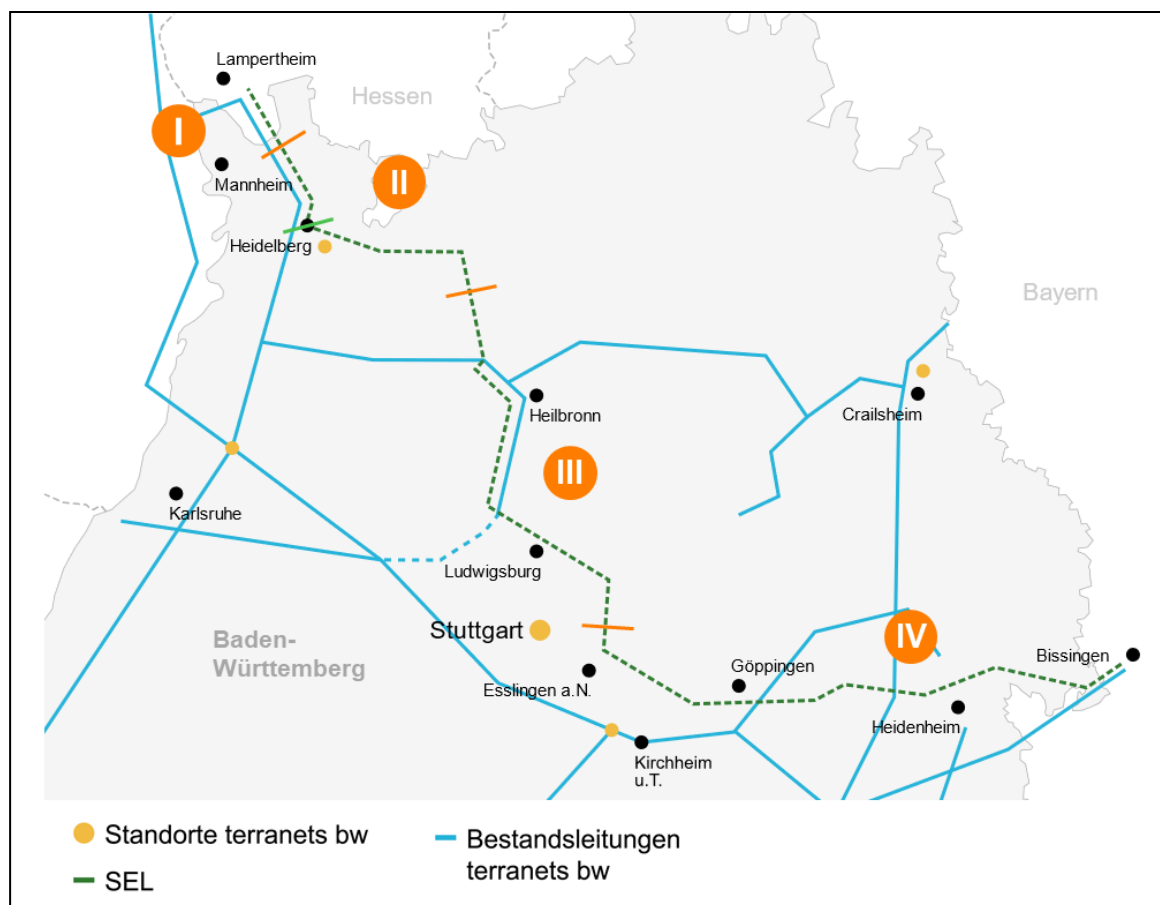 Lampertheim
Hessen
I
II
Mannheim
Heidelberg
Bayern
Heilbronn
Crailsheim
III
Karlsruhe
Ludwigsburg
Stuttgart
IV
Baden-
Württemberg
Göppingen
Bissingen
Esslingen a.N.
Heidenheim
Kirchheim
u.T.
Standorte terranets bw
SEL
Bestandsleitungen
terranets bw